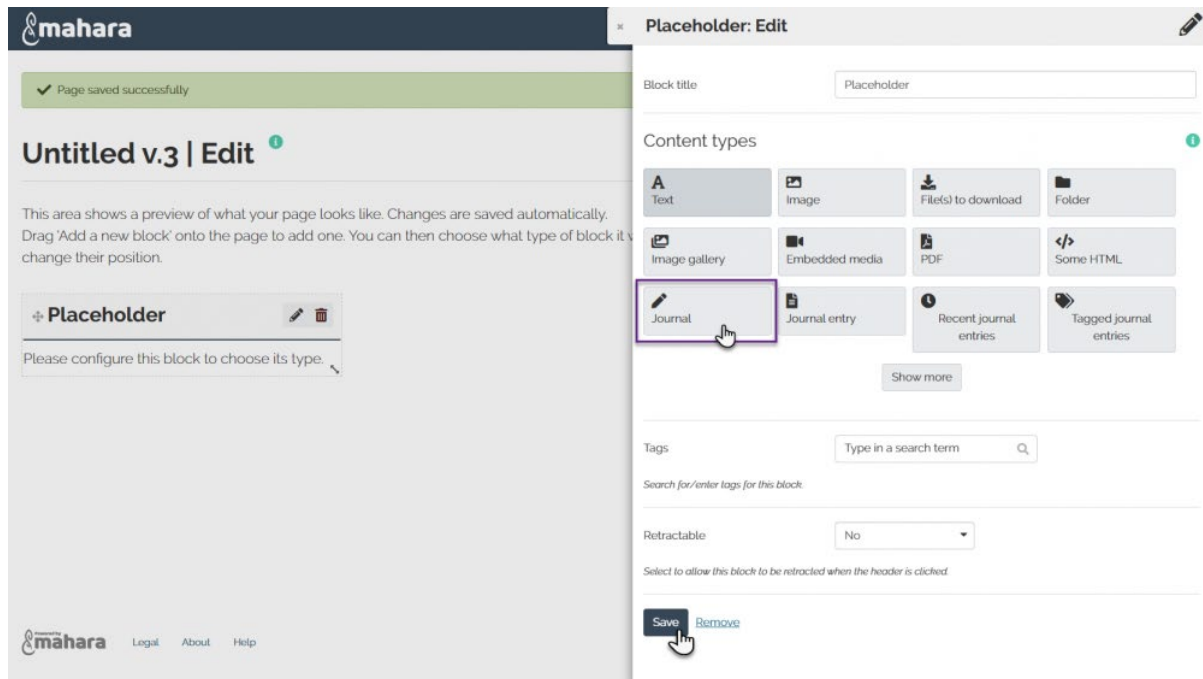 mahara
Page saved successfully
Untitled v.3 | Edit
This area shows a preview of what your page looks like. Changes are saved automatically.
Drag 'Add a new block' onto the page to add one. You can then choose what type of block it
change their position.
Placeholder
Please configure this block to choose its type.
Powered by
mahara
Legal About Help
× Placeholder: Edit
Block title Placeholder
Content types
Text
Image
File(s) to download
Folder
Image gallery
Embedded media
PDF
Some HTML
Journal
Journal entry
Recent journal
entries
Tagged journal
entries
Show more
Tags Type in a search term
Search for/enter tags for this block.
Retractable No
Select to allow this block to be retracted when the header is clicked.
Save Remove